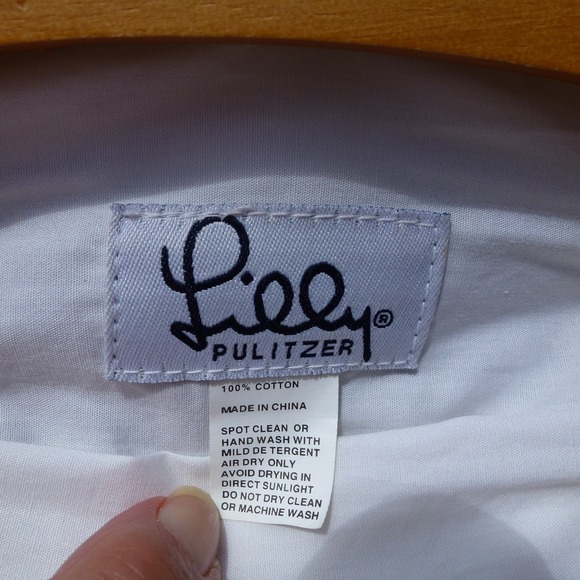 Lilly®
PULITZER
100% COTTON
MADE IN CHINA
SPOT CLEAN OR
HAND WASH WITH
MILD DE TERGENT
AIR DRY ONLY
AVOID DRYING IN
DIRECT SUNLIGHT
DO NOT DRY CLEAN
OR MACHINE WASH